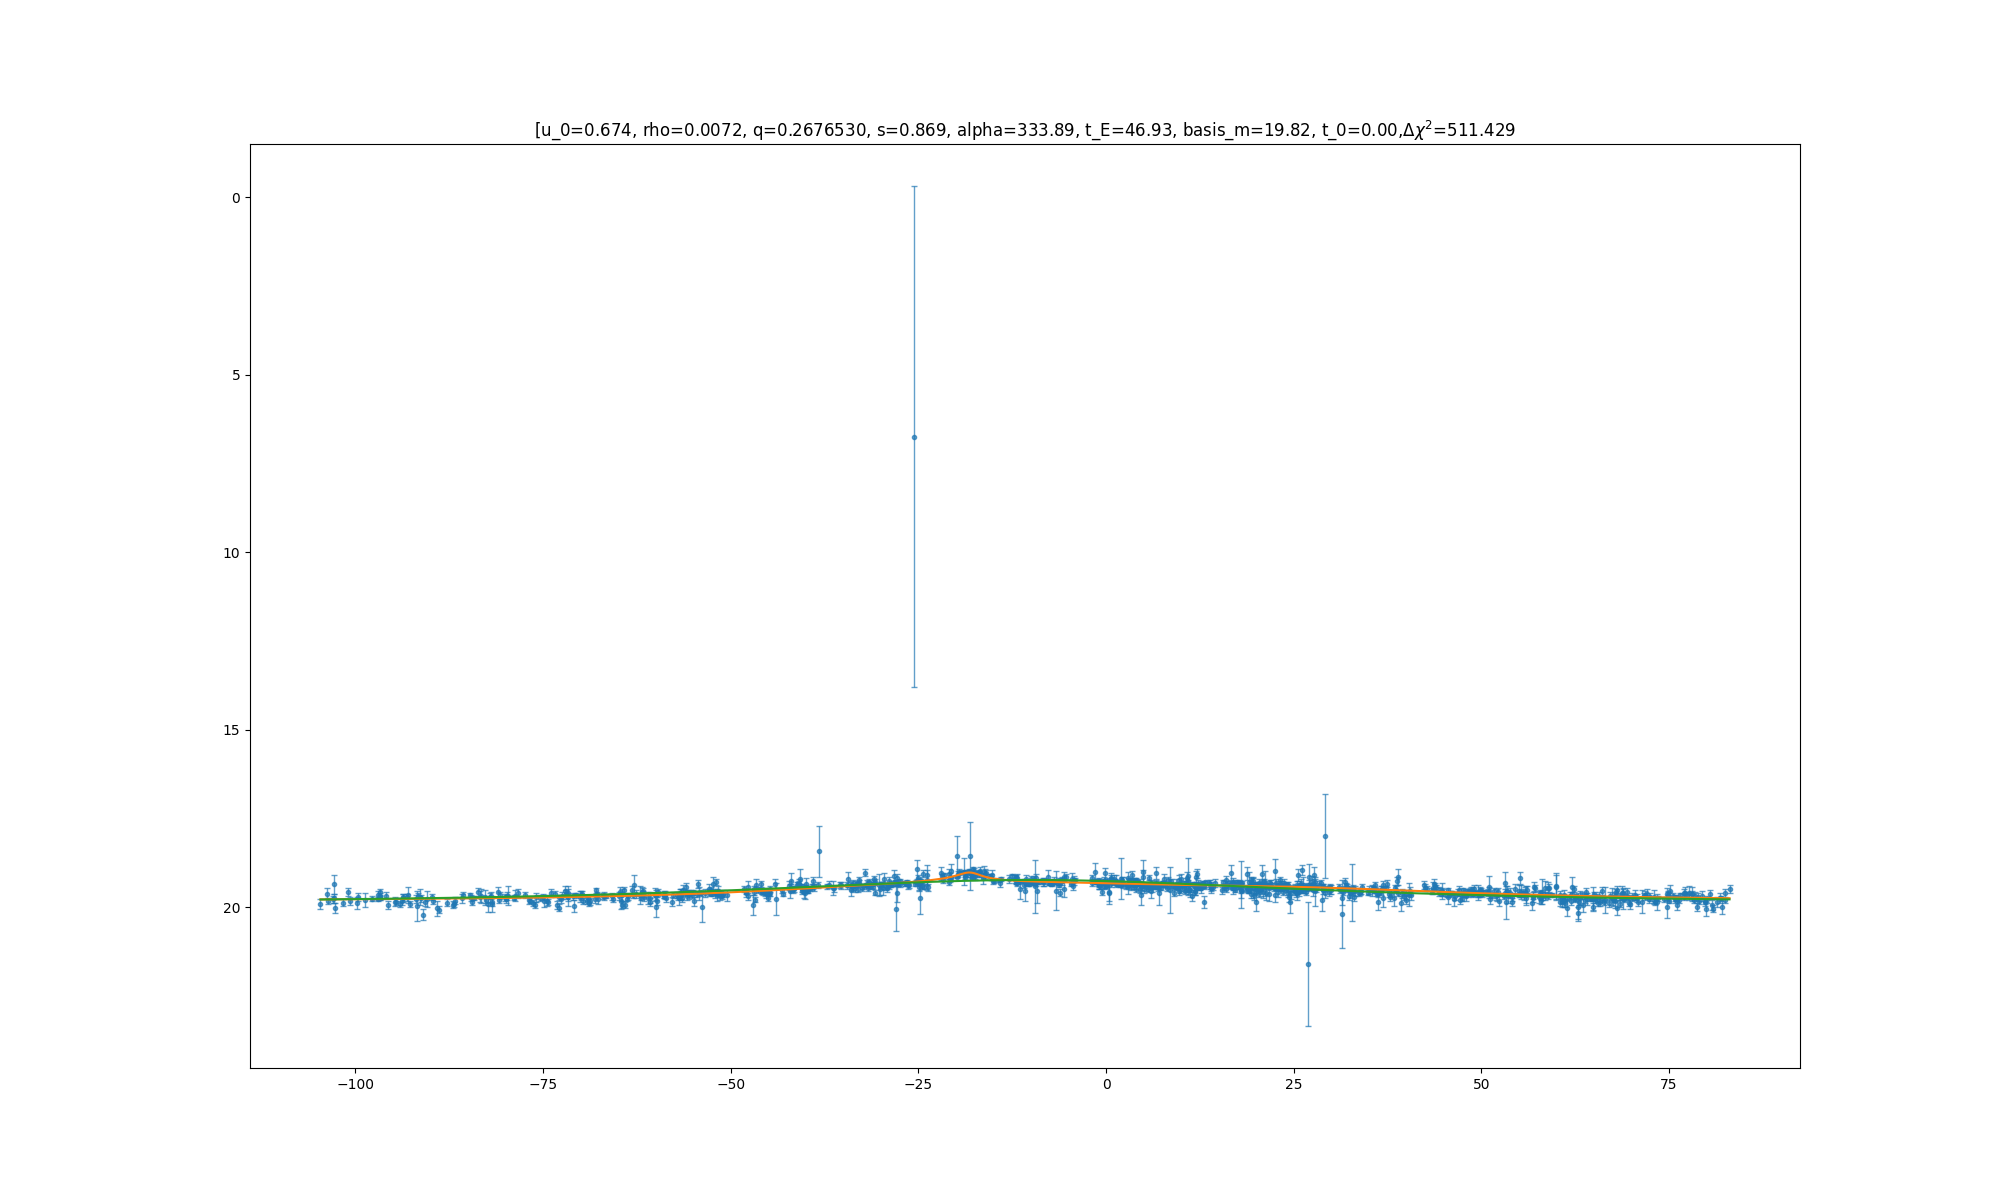 [u_0=0.674, rho=0.0072, q=0.2676530, s=0.869, alpha=333.89, t_E=46.93, basis_m=19.82, t_0=0.00,Δχ²=511.429
0
5
10
15
20
−100 −75 −50 −25 0 25 50 75